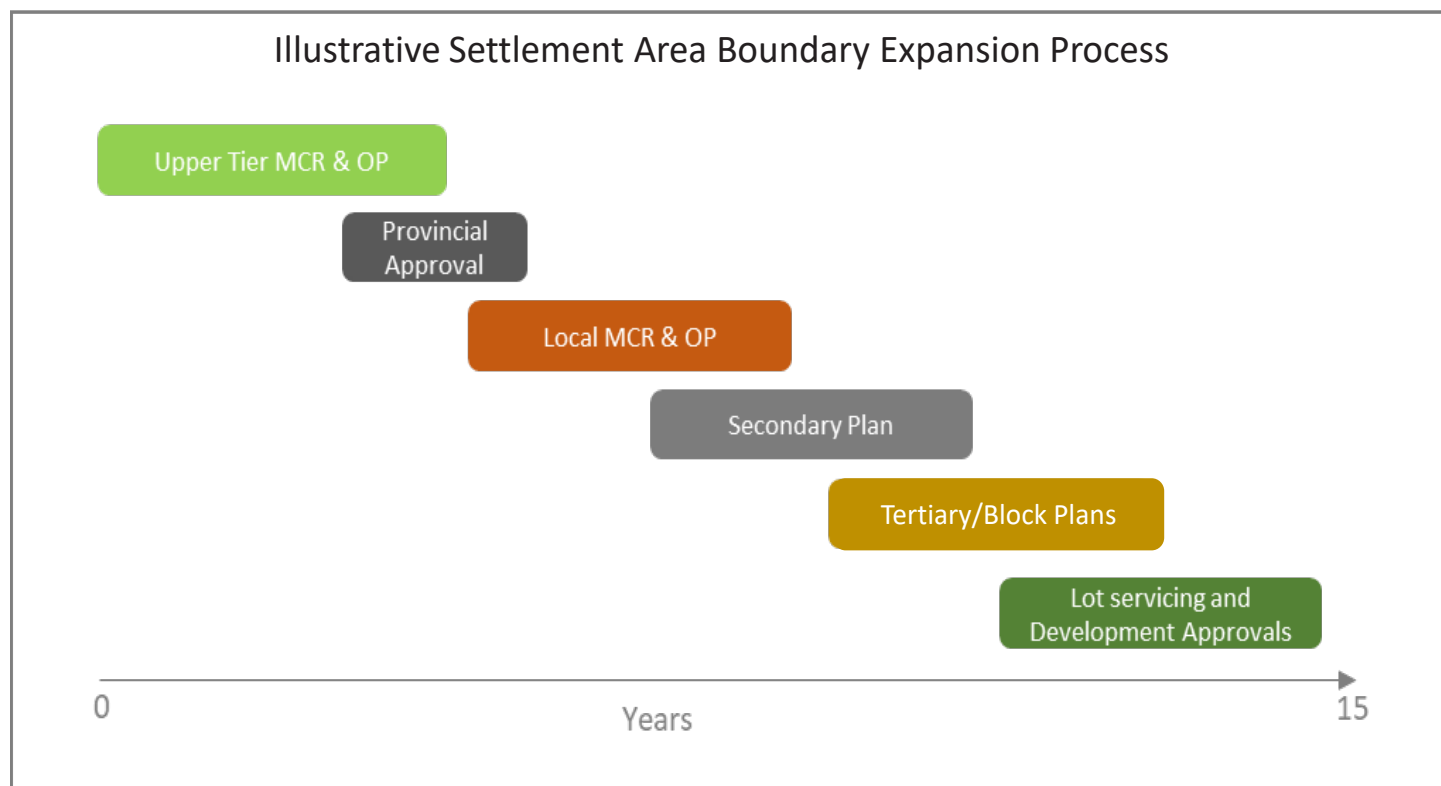 Illustrative Settlement Area Boundary Expansion Process
Upper Tier MCR & OP
Provincial
Approval
Local MCR & OP
Secondary Plan
Tertiary/Block Plans
Lot servicing and
Development Approvals
0
Years
15